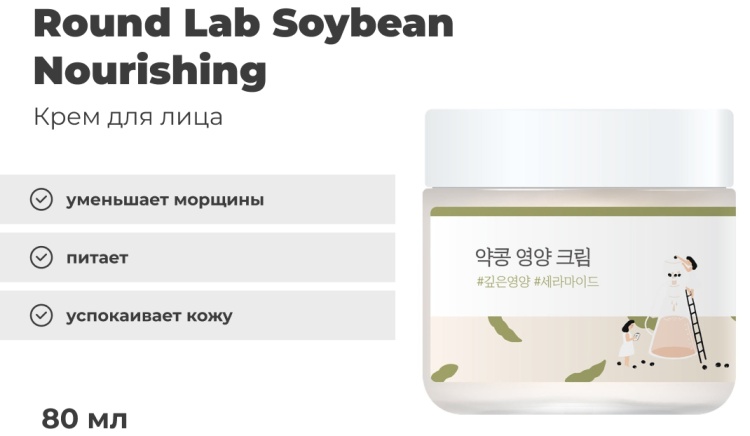 Round Lab Soybean
Nourishing
Крем для лица
уменьшает морщины
питает
успокаивает кожу
80 мл
약콩 영양 크림
#깊은영양 #세라마이드